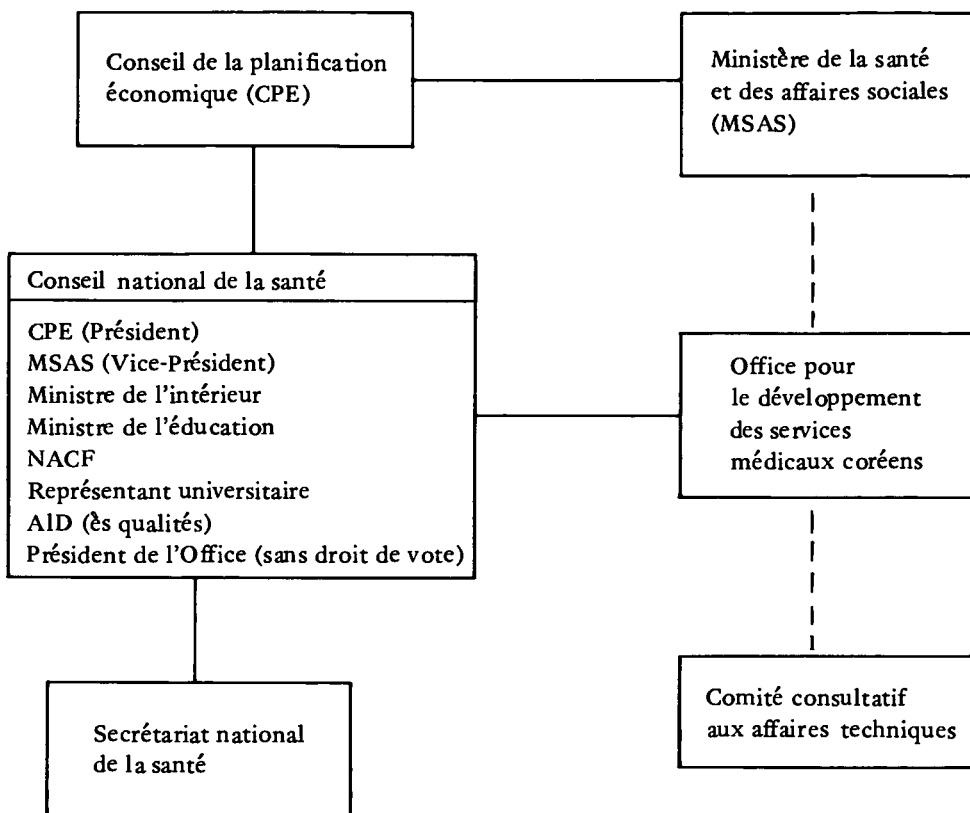 Conseil de la planification
économique (CPE)
Ministère de la santé
et des affaires sociales
(MSAS)
Conseil national de la santé
CPE (Président)
MSAS (Vice-Président)
Ministre de l'intérieur
Ministre de l'éducation
NACF
Représentant universitaire
AID (ès qualités)
Président de l'Office (sans droit de vote)
Office pour
le développement
des services
médicaux coréens
Secrétariat national
de la santé
Comité consultatif
aux affaires techniques